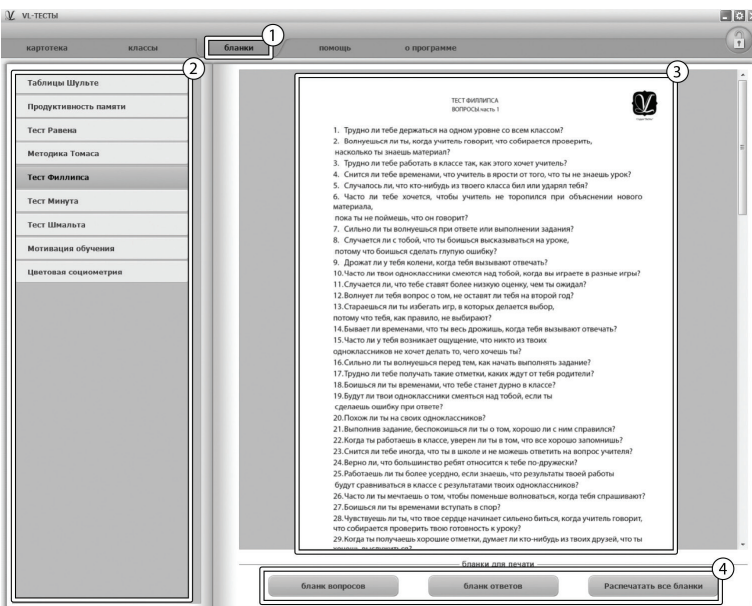 VL-ТЕСТЫ
картотека классы бланки помощь о программе
1
2
Таблицы Шульте
Продуктивность памяти
Тест Равена
Методика Томаса
Тест Филлипса
Тест Минута
Тест Шмальта
Мотивация обучения
Цветовая социометрия
3
ТЕСТ ФИЛЛИПСА
ВОПРОСЫ.часть 1
1. Трудно ли тебе держаться на одном уровне со всем классом?
2. Волнуешься ли ты, когда учитель говорит, что собирается проверить,
насколько ты знаешь материал?
3. Трудно ли тебе работать в классе так, как этого хочет учитель?
4. Снится ли тебе временами, что учитель в ярости от того, что ты не знаешь урок?
5. Случалось ли, что кто-нибудь из твоего класса бил или ударял тебя?
6. Часто ли тебе хочется, чтобы учитель не торопился при объяснении нового
материала,
пока ты не поймешь, что он говорит?
7. Сильно ли ты волнуешься при ответе или выполнении задания?
8. Случается ли с тобой, что ты боишься высказываться на уроке,
потому что боишься сделать глупую ошибку?
9. Дрожат ли у тебя колени, когда тебя вызывают отвечать?
10.Часто ли твои одноклассники смеются над тобой, когда вы играете в разные игры?
11.Случается ли, что тебе ставят более низкую оценку, чем ты ожидал?
12.Волнует ли тебя вопрос о том, не оставят ли тебя на второй год?
13.Стараешься ли ты избегать игр, в которых делается выбор,
потому что тебя, как правило, не выбирают?
14.Бывает ли временами, что ты весь дрожишь, когда тебя вызывают отвечать?
15.Часто ли у тебя возникает ощущение, что никто из твоих
одноклассников не хочет делать то, чего хочешь ты?
16.Сильно ли ты волнуешься перед тем, как начать выполнять задание?
17.Трудно ли тебе получать такие отметки, каких ждут от тебя родители?
18.Боишься ли ты временами, что тебе станет дурно в классе?
19.Будут ли твои одноклассники смеяться над тобой, если ты
сделаешь ошибку при ответе?
20.Похож ли ты на своих одноклассников?
21.Выполнив задание, беспокоишься ли ты о том, хорошо ли с ним справился?
22.Когда ты работаешь в классе, уверен ли ты в том, что все хорошо запомнишь?
23.Снится ли тебе иногда, что ты в школе и не можешь ответить на вопрос учителя?
24.Верно ли, что большинство ребят относится к тебе по-дружески?
25.Работаешь ли ты более усердно, если знаешь, что результаты твоей работы
будут сравниваться в классе с результатами твоих одноклассников?
26.Часто ли ты мечтаешь о том, чтобы поменьше волноваться, когда тебя спрашивают?
27.Боишься ли ты временами вступать в спор?
28.Чувствуешь ли ты, что твое сердце начинает сильено биться, когда учитель говорит,
что собирается проверить твою готовность к уроку?
29.Когда ты получаешь хорошие отметки, думает ли кто-нибудь из твоих друзей, что ты
бланки для печати
4
бланк вопросов бланк ответов Распечатать все бланки